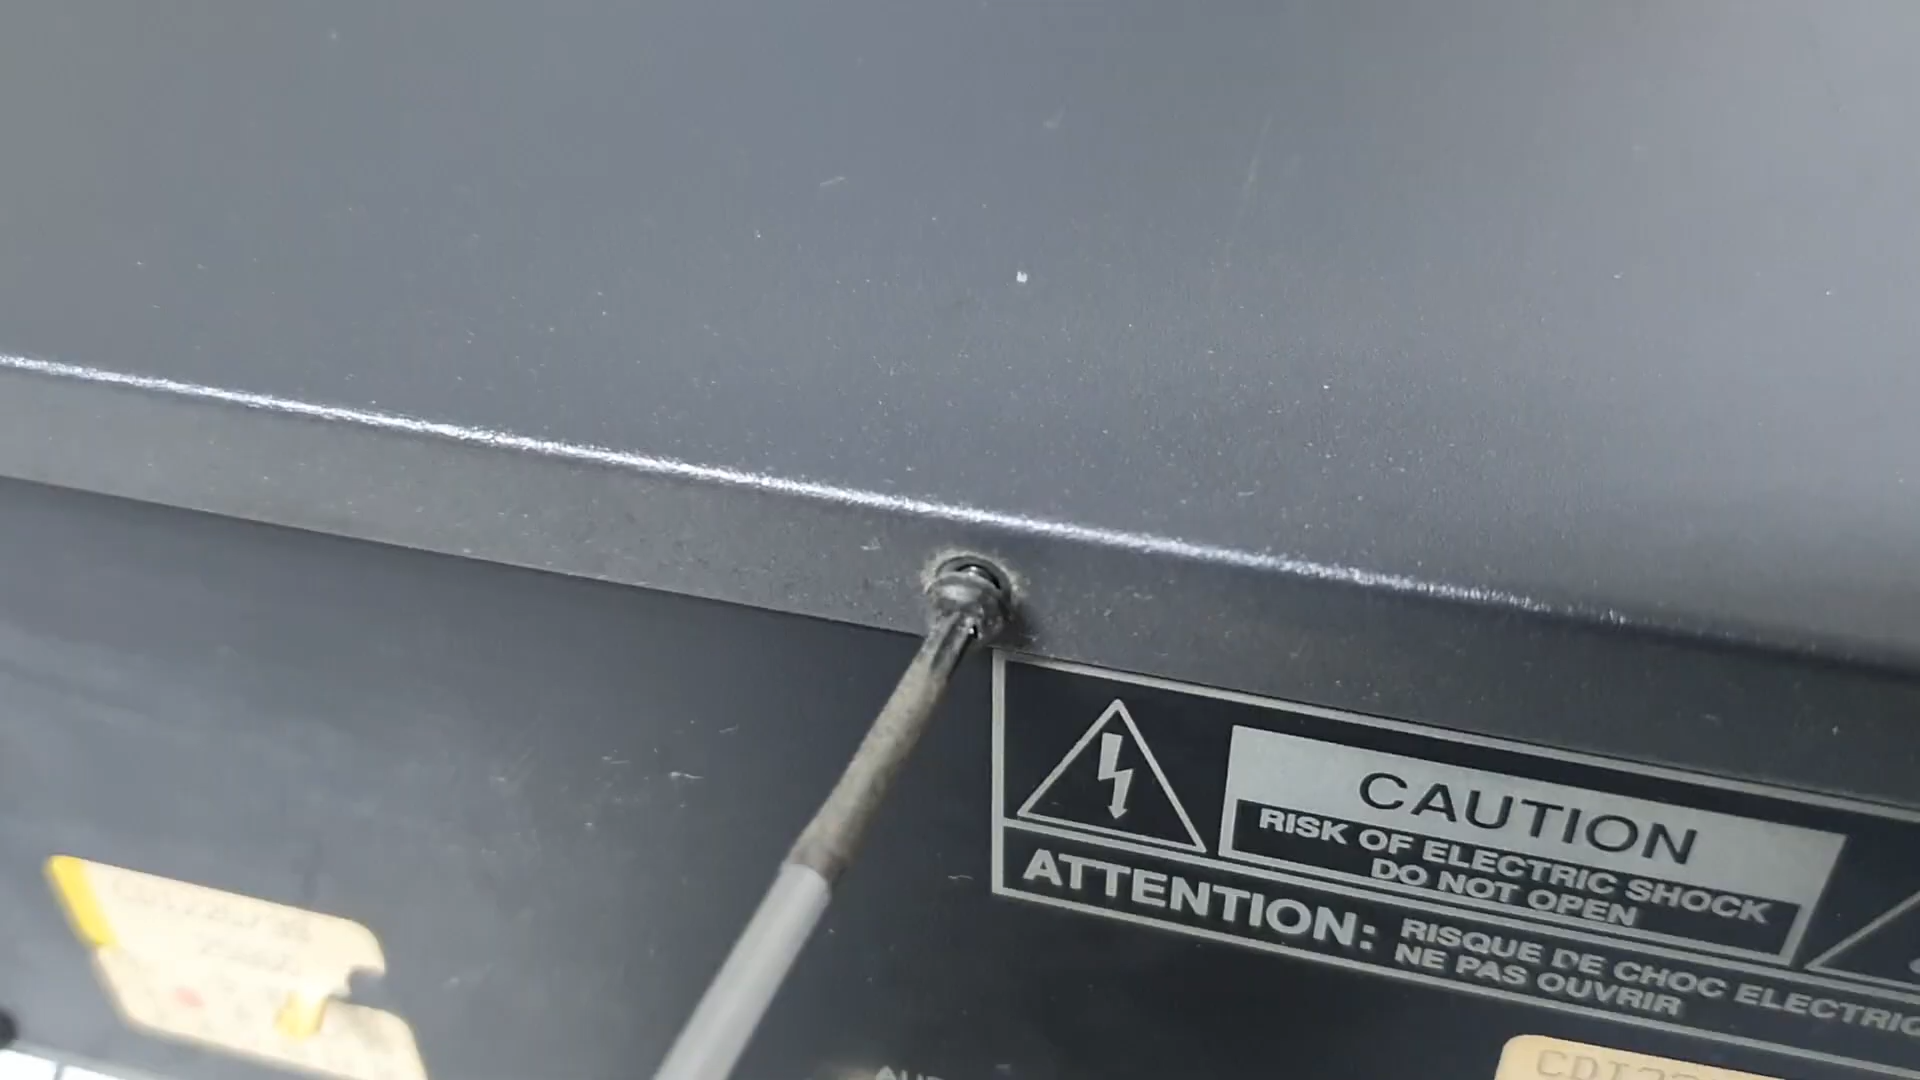 CAUTION
RISK OF ELECTRIC SHOCK
DO NOT OPEN
ATTENTION:
RISQUE DE CHOC ELECTRIC
NE PAS OUVRIR